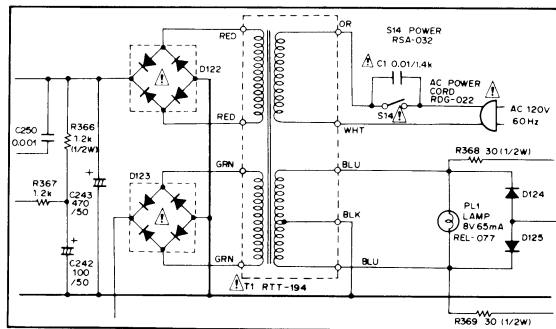 OR
S14 POWER
RSA-032
RED
D122
C1 0.01/1.4k
AC POWER
CORD
RDG-022
AC 120V
60Hz
S14
RED
WHT
C250
0.001
R366
1.2k
(1/2W)
R367
1.2k
C243
470
/50
D123
GRN
BLU
R368 30 (1/2W)
D124
BLK
PL1
LAMP
8V 65mA
REL-077
D125
C242
100
/50
GRN
BLU
T1 RTT-194
R369 30 (1/2W)